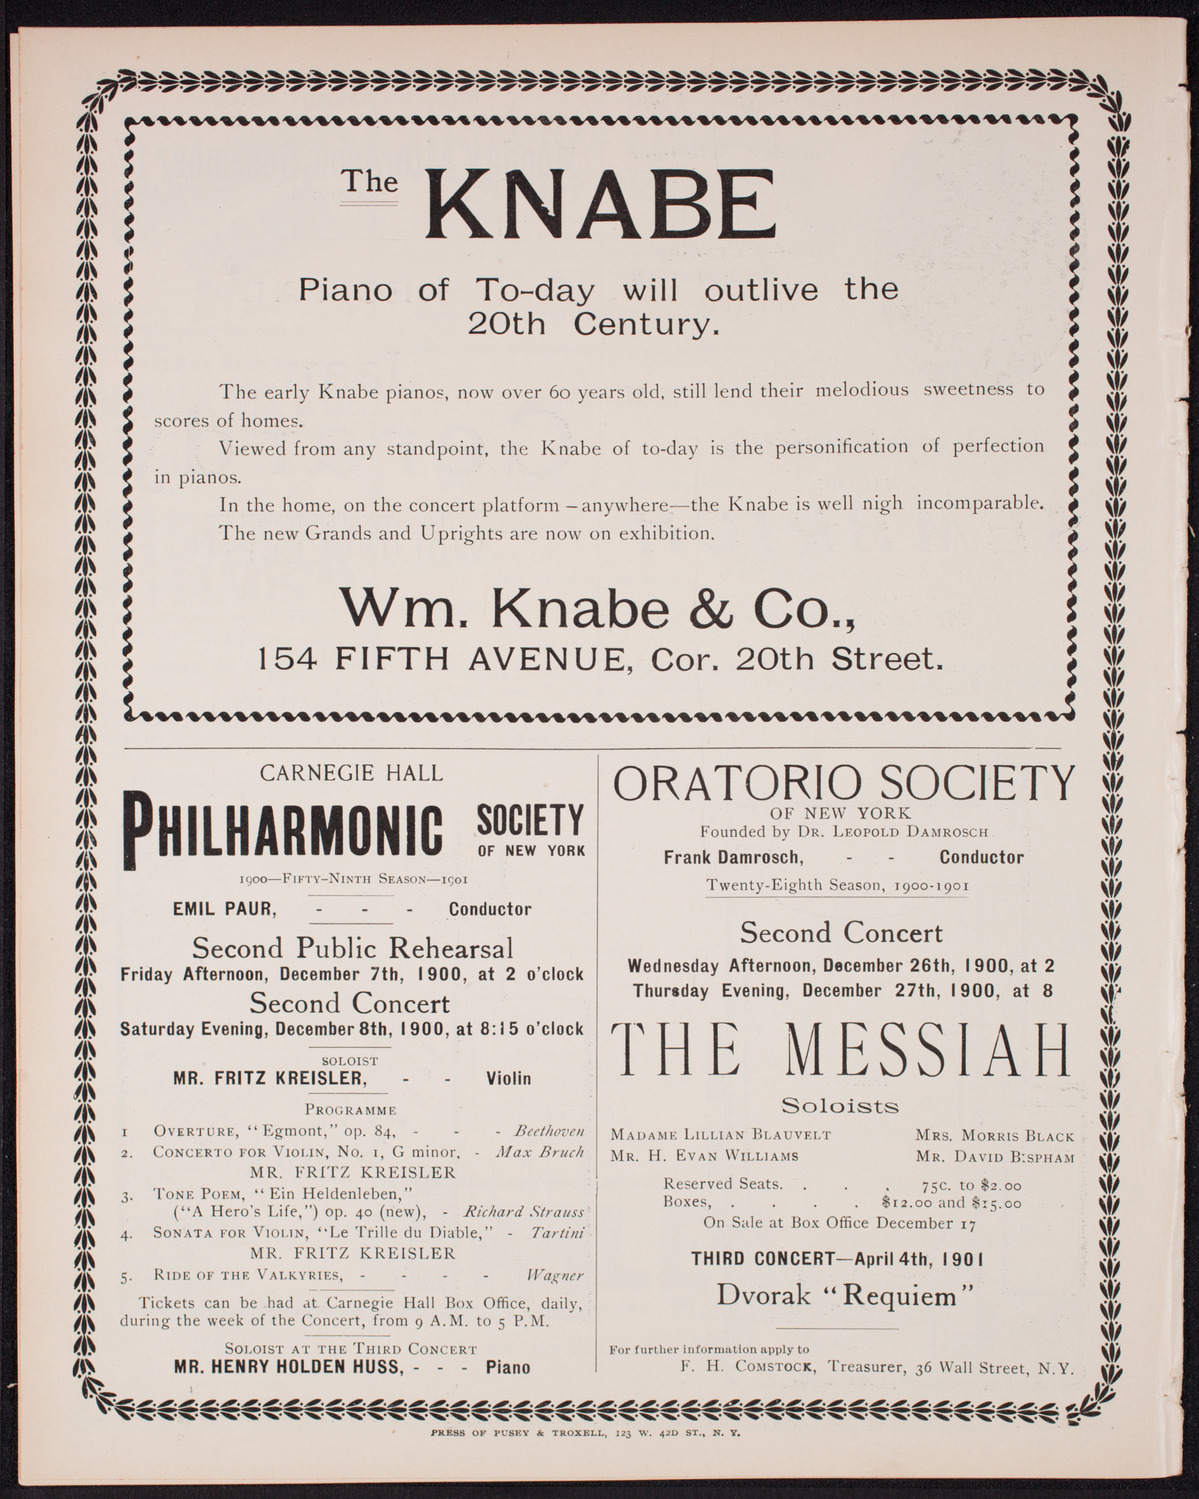 The KNABE
Piano of To-day will outlive the
20th Century.
The early Knabe pianos, now over 60 years old, still lend their melodious sweetness to
scores of homes.
Viewed from any standpoint, the Knabe of to-day is the personification of perfection
in pianos.
In the home, on the concert platform – anywhere—the Knabe is well nigh incomparable.
The new Grands and Uprights are now on exhibition.
Wm. Knabe & Co.,
154 FIFTH AVENUE, Cor. 20th Street.
CARNEGIE HALL
PHILHARMONIC SOCIETY
OF NEW YORK
1900—FIFTY-NINTH SEASON—1901
EMIL PAUR, - - - Conductor
Second Public Rehearsal
Friday Afternoon, December 7th, 1900, at 2 o'clock
Second Concert
Saturday Evening, December 8th, 1900, at 8:15 o'clock
SOLOIST
MR. FRITZ KREISLER, - - Violin
PROGRAMME
1 OVERTURE, "Egmont," op. 84, - - Beethoven
2. CONCERTO FOR VIOLIN, No. 1, G minor, - Max Bruch
MR. FRITZ KREISLER
3. TONE POEM, "Ein Heldenleben,"
("A Hero's Life,") op. 40 (new), - Richard Strauss
4. SONATA FOR VIOLIN, "Le Trille du Diable," - Tartini
MR. FRITZ KREISLER
5. RIDE OF THE VALKYRIES, - - - - Wagner
Tickets can be had at Carnegie Hall Box Office, daily,
during the week of the Concert, from 9 A.M. to 5 P.M.
SOLOIST AT THE THIRD CONCERT
MR. HENRY HOLDEN HUSS, - - - Piano
ORATORIO SOCIETY
OF NEW YORK
Founded by DR. LEOPOLD DAMROSCH
Frank Damrosch, - - Conductor
Twenty-Eighth Season, 1900-1901
Second Concert
Wednesday Afternoon, December 26th, 1900, at 2
Thursday Evening, December 27th, 1900, at 8
THE MESSIAH
Soloists
MADAME LILLIAN BLAUVELT MRS. MORRIS BLACK
MR. H. EVAN WILLIAMS MR. DAVID BISPHAM
Reserved Seats. . . . 75c. to $2.00
Boxes, . . . . $12.00 and $15.00
On Sale at Box Office December 17
THIRD CONCERT—April 4th, 1901
Dvorak "Requiem"
For further information apply to
F. H. COMSTOCK, Treasurer, 36 Wall Street, N.Y.
PRESS OF PUSEY & TROXELL, 123 W. 42D ST., N. Y.